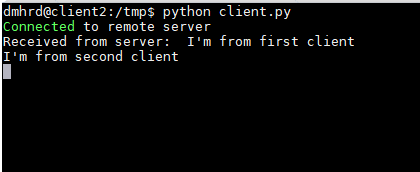 dmhrd@client2:/tmp$ python client.py
Connected to remote server
Received from server:  I'm from first client
I'm from second client